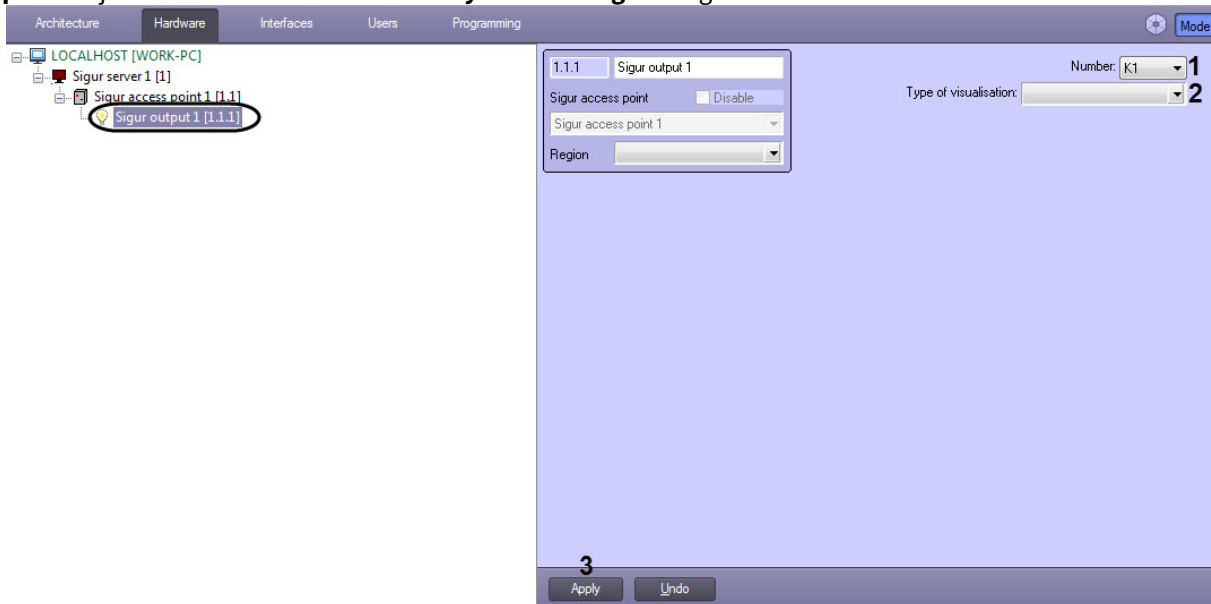 Architecture Hardware Interfaces Users Programming Mode
LOCALHOST [WORK-PC]
Sigur server 1 [1]
Sigur access point 1 [1.1]
Sigur output 1 [1.1.1]
1.1.1 Sigur output 1
Sigur access point Disable
Sigur access point 1
Region
Number: K1 1
Type of visualisation: 2
3
Apply Undo